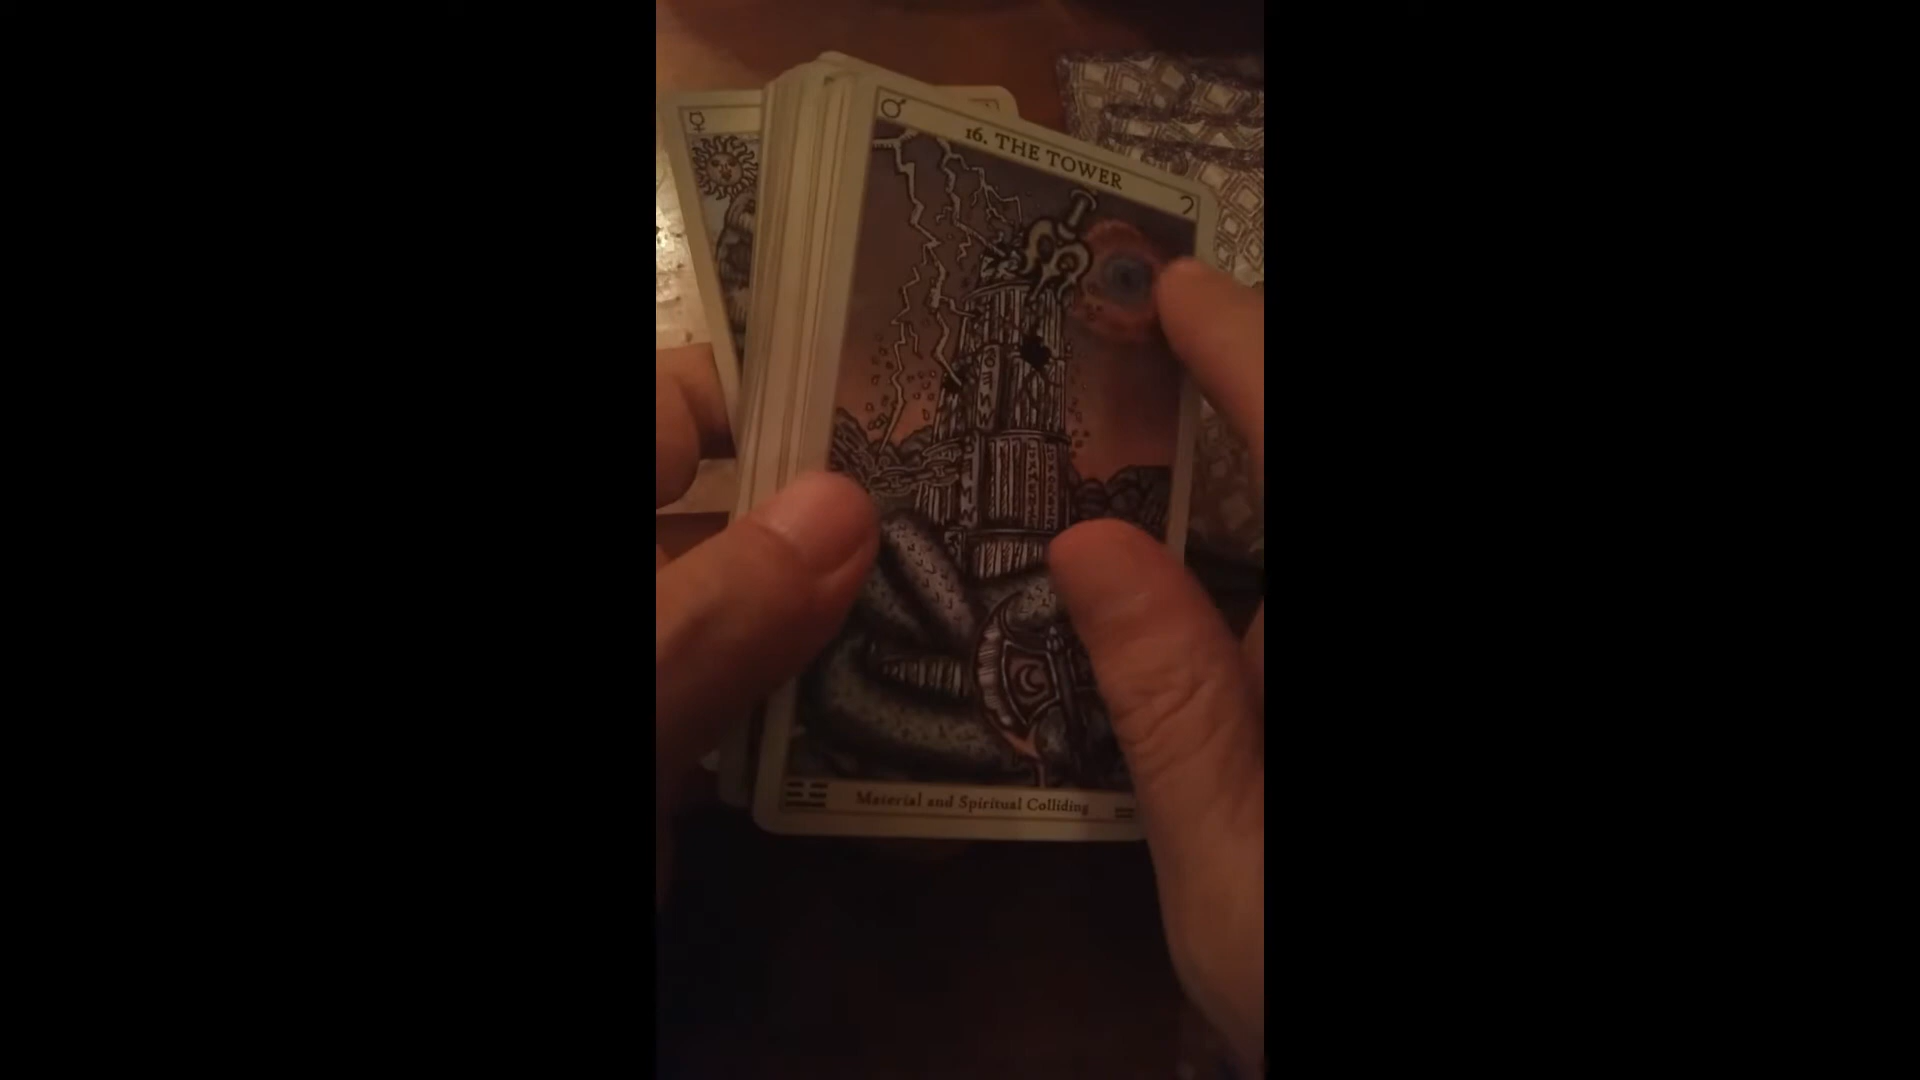 16. THE TOWER
Material and Spiritual Colliding